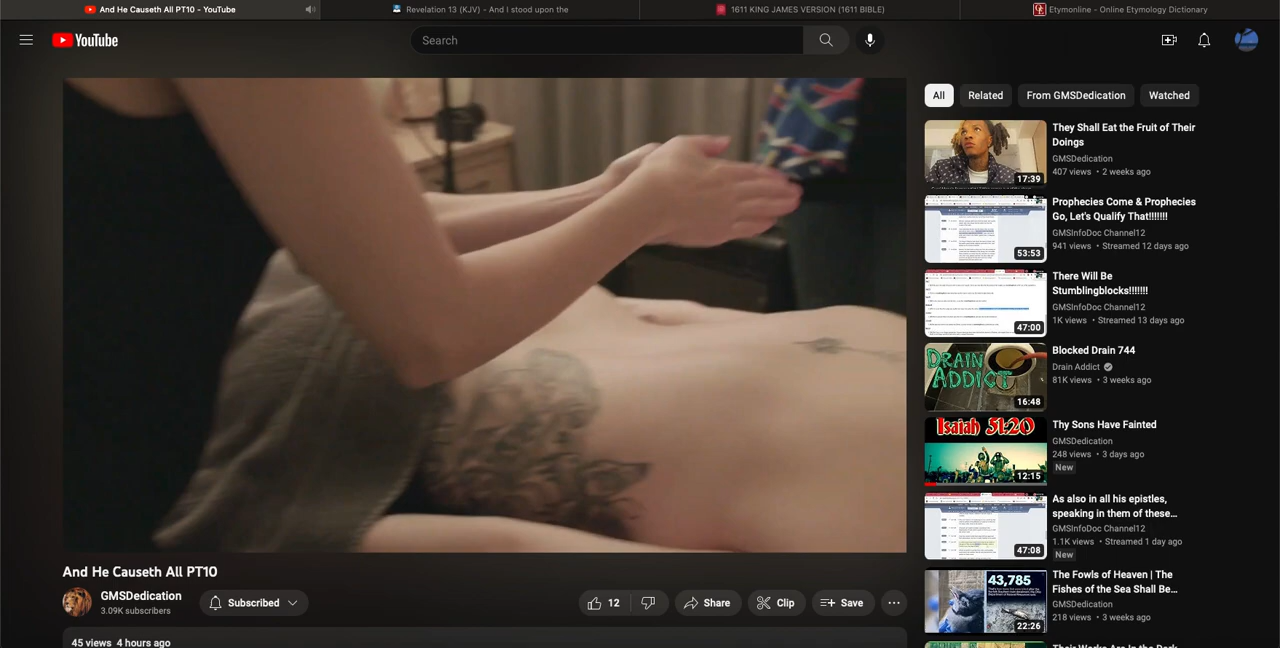 And He Causeth All PT10 - YouTube
Revelation 13 (KJV) - And I stood upon the
1611 KING JAMES VERSION (1611 BIBLE)
Etymonline - Online Etymology Dictionary
YouTube
Search
All Related From GMSDedication Watched
They Shall Eat the Fruit of Their
Doings
GMSDedication
407 views • 2 weeks ago
17:39
Prophecies Come & Prophecies
Go, Let's Qualify That!!!!!!!
GMSInfoDoc Channel12
941 views • Streamed 12 days ago
53:53
There Will Be
Stumblingblocks!!!!!!!
GMSInfoDoc Channel12
1K views • Streamed 13 days ago
47:00
DRAIN
ADDICT
16:48
Blocked Drain 744
Drain Addict
81K views • 3 weeks ago
Isaiah 51:20
12:15
Thy Sons Have Fainted
GMSDedication
248 views • 3 days ago
New
As also in all his epistles,
speaking in them of these...
GMSInfoDoc Channel12
1.1K views • Streamed 1 day ago
New
47:08
43,785
22:26
The Fowls of Heaven | The
Fishes of the Sea Shall Be...
GMSDedication
218 views • 3 weeks ago
And He Causeth All PT10
GMSDedication
3.09K subscribers
Subscribed
12
Share
Clip
Save
45 views 4 hours ago